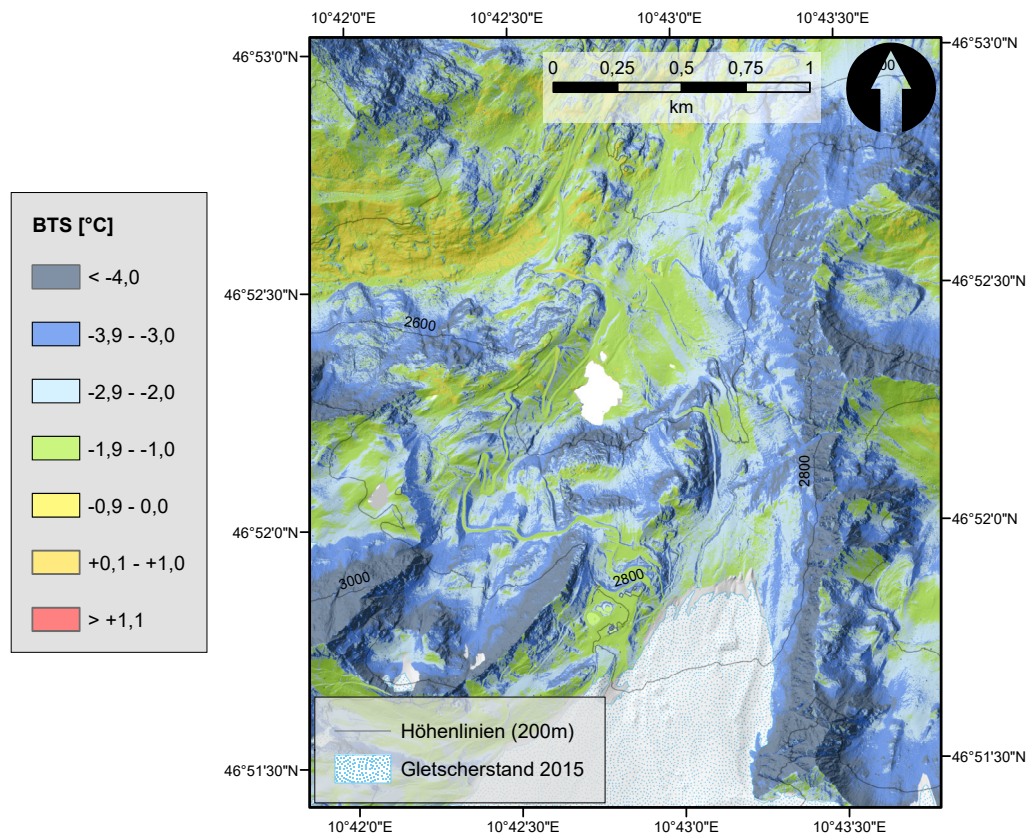 10°42'0"E 10°42'30"E 10°43'0"E 10°43'30"E
46°53'0"N 46°53'0"N
0 0,25 0,5 0,75 1
km
BTS [°C]
< -4,0
-3,9 - -3,0
-2,9 - -2,0
-1,9 - -1,0
-0,9 - 0,0
+0,1 - +1,0
> +1,1
46°52'30"N 46°52'30"N
2600
2800
46°52'0"N 46°52'0"N
3000
2800
Höhenlinien (200m)
Gletscherstand 2015
46°51'30"N 46°51'30"N
10°42'0"E 10°42'30"E 10°43'0"E 10°43'30"E